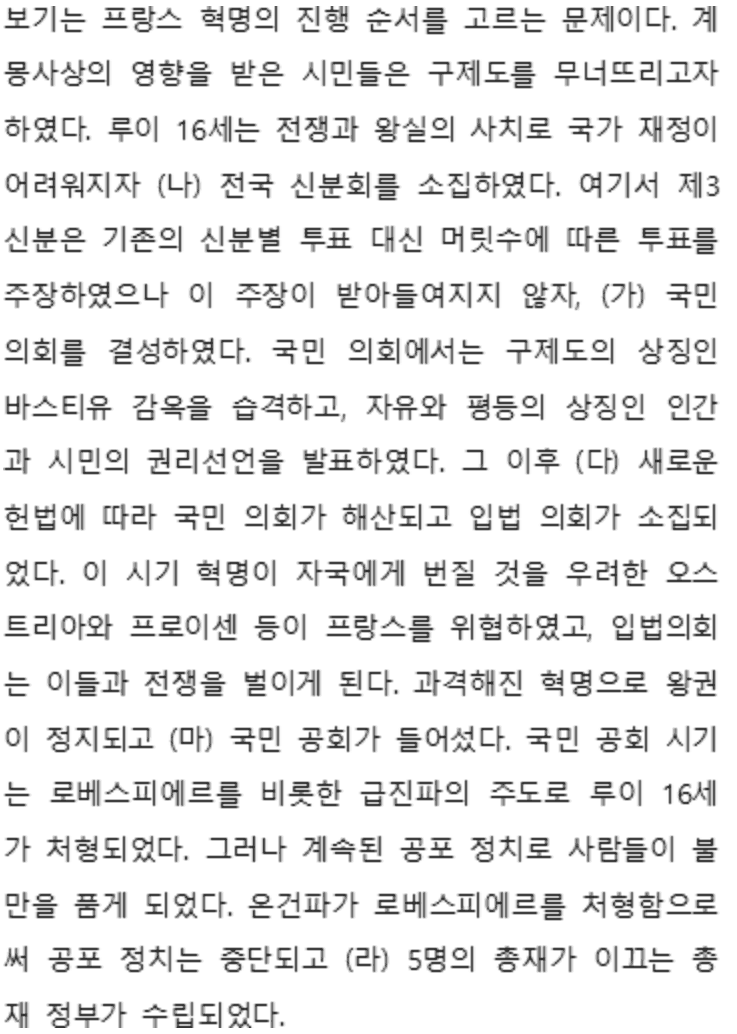 보기는 프랑스 혁명의 진행 순서를 고르는 문제이다. 계
몽사상의 영향을 받은 시민들은 구제도를 무너뜨리고자
하였다. 루이 16세는 전쟁과 왕실의 사치로 국가 재정이
어려워지자 (나) 전국 신분회를 소집하였다. 여기서 제3
신분은 기존의 신분별 투표 대신 머릿수에 따른 투표를
주장하였으나 이 주장이 받아들여지지 않자, (가) 국민
의회를 결성하였다. 국민 의회에서는 구제도의 상징인
바스티유 감옥을 습격하고, 자유와 평등의 상징인 인간
과 시민의 권리선언을 발표하였다. 그 이후 (다) 새로운
헌법에 따라 국민 의회가 해산되고 입법 의회가 소집되
었다. 이 시기 혁명이 자국에게 번질 것을 우려한 오스
트리아와 프로이센 등이 프랑스를 위협하였고, 입법의회
는 이들과 전쟁을 벌이게 된다. 과격해진 혁명으로 왕권
이 정지되고 (마) 국민 공회가 들어섰다. 국민 공회 시기
는 로베스피에르를 비롯한 급진파의 주도로 루이 16세
가 처형되었다. 그러나 계속된 공포 정치로 사람들이 불
만을 품게 되었다. 온건파가 로베스피에르를 처형함으로
써 공포 정치는 중단되고 (라) 5명의 총재가 이끄는 총
재 정부가 수립되었다.